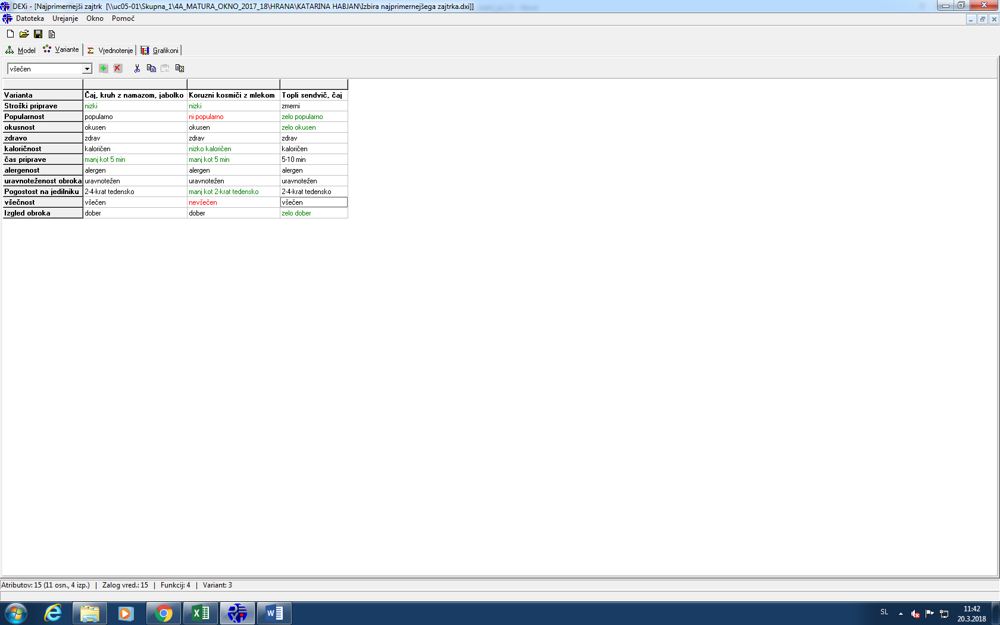 DEXi - [Najprimernejši zajtrk  [\\uc05-01\Skupna_1\4A_MATURA_OKNO_2017_18\HRANA\KATARINA HABJAN\Izbira najprimernejšega zajtrka.dxi]]
Datoteka Urejanje Okno Pomoč
Model Variante Vrednotenje Grafikoni
všečen
Varianta Čaj, kruh z namazom, jabolko Koruzni kosmiči z mlekom Topli sendvič, čaj
Stroški priprave nizki nizki zmerni
Popularnost popularno ni popularno zelo popularno
okusnost okusen okusen zelo okusen
zdravo zdrav zdrav zdrav
kaloričnost kaloričen nizko kaloričen kaloričen
čas priprave manj kot 5 min manj kot 5 min 5-10 min
alergenost alergen alergen alergen
uravnoteženost obroka uravnotežen uravnotežen uravnotežen
Pogostost na jedilniku 2-4-krat tedensko manj kot 2-krat tedensko 2-4-krat tedensko
všečnost všečen nevšečen všečen
Izgled obroka dober dober zelo dober
Atributov: 15 (11 osn., 4 izp.) | Zalog vred.: 15 | Funkcij: 4 | Variant: 3
SL 11:42
20.3.2018